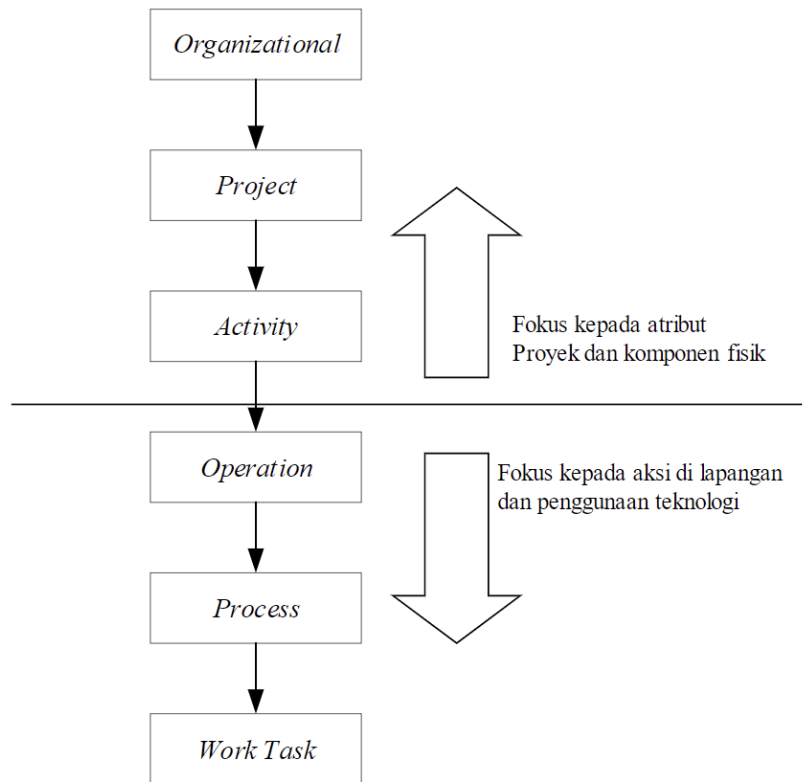 Organizational
Project
Activity
Fokus kepada atribut
Proyek dan komponen fisik
Operation
Fokus kepada aksi di lapangan
dan penggunaan teknologi
Process
Work Task